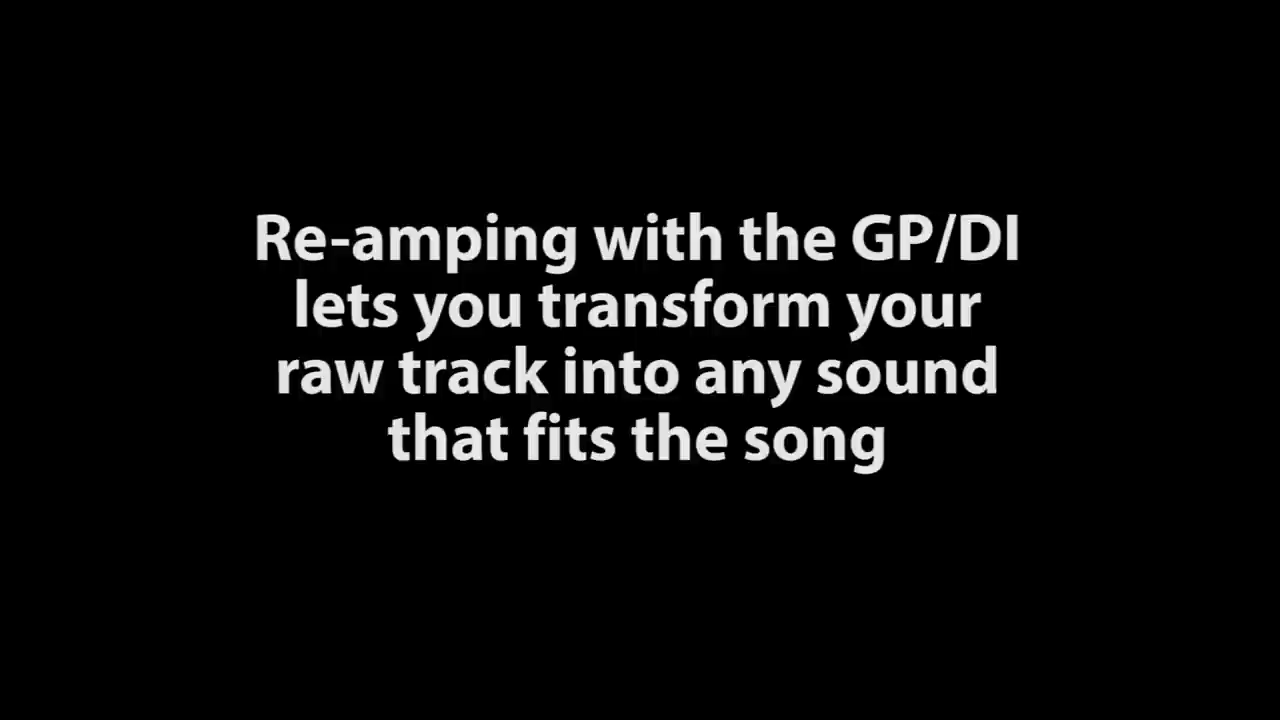 Re-amping with the GP/DI
lets you transform your
raw track into any sound
that fits the song